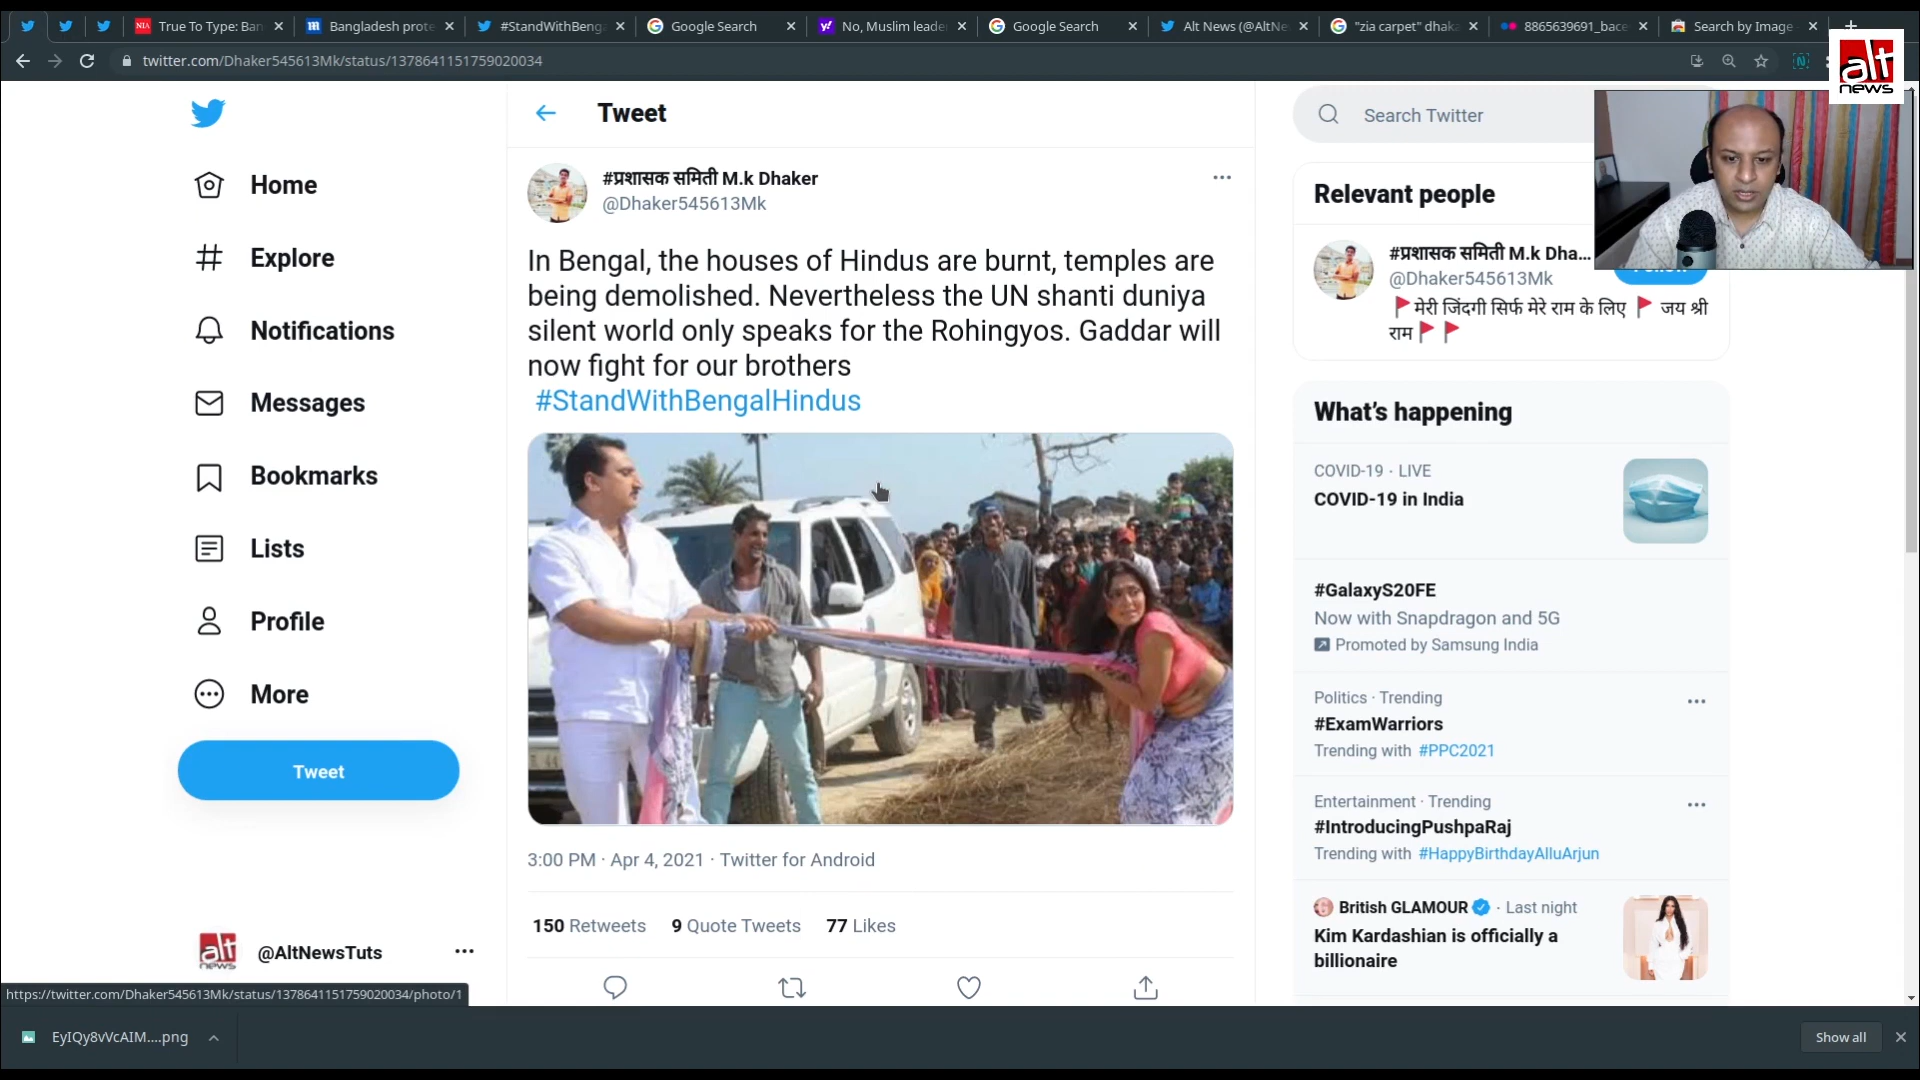 True To Type: Ban
Bangladesh prote
#StandWithBenga
Google Search
No, Muslim leade
Google Search
Alt News (@AltNe
"zia carpet" dhaka
8865639691_bace
Search by Image
twitter.com/Dhaker545613Mk/status/1378641151759020034
alt
news
Home
Explore
Notifications
Messages
Bookmarks
Lists
Profile
More
Tweet
@AltNewsTuts
Tweet
#प्रशासक समिती M.k Dhaker
@Dhaker545613Mk
In Bengal, the houses of Hindus are burnt, temples are
being demolished. Nevertheless the UN shanti duniya
silent world only speaks for the Rohingyos. Gaddar will
now fight for our brothers
#StandWithBengalHindus
3:00 PM · Apr 4, 2021 · Twitter for Android
150 Retweets 9 Quote Tweets 77 Likes
Search Twitter
Relevant people
#प्रशासक समिती M.k Dha...
@Dhaker545613Mk
🚩मेरी जिंदगी सिर्फ मेरे राम के लिए 🚩 जय श्री
राम🚩🚩
What's happening
COVID-19 · LIVE
COVID-19 in India
#GalaxyS20FE
Now with Snapdragon and 5G
Promoted by Samsung India
Politics · Trending
#ExamWarriors
Trending with #PPC2021
Entertainment · Trending
#IntroducingPushpaRaj
Trending with #HappyBirthdayAlluArjun
British GLAMOUR · Last night
Kim Kardashian is officially a
billionaire
https://twitter.com/Dhaker545613Mk/status/1378641151759020034/photo/1
EyIQy8vVcAIM....png
Show all